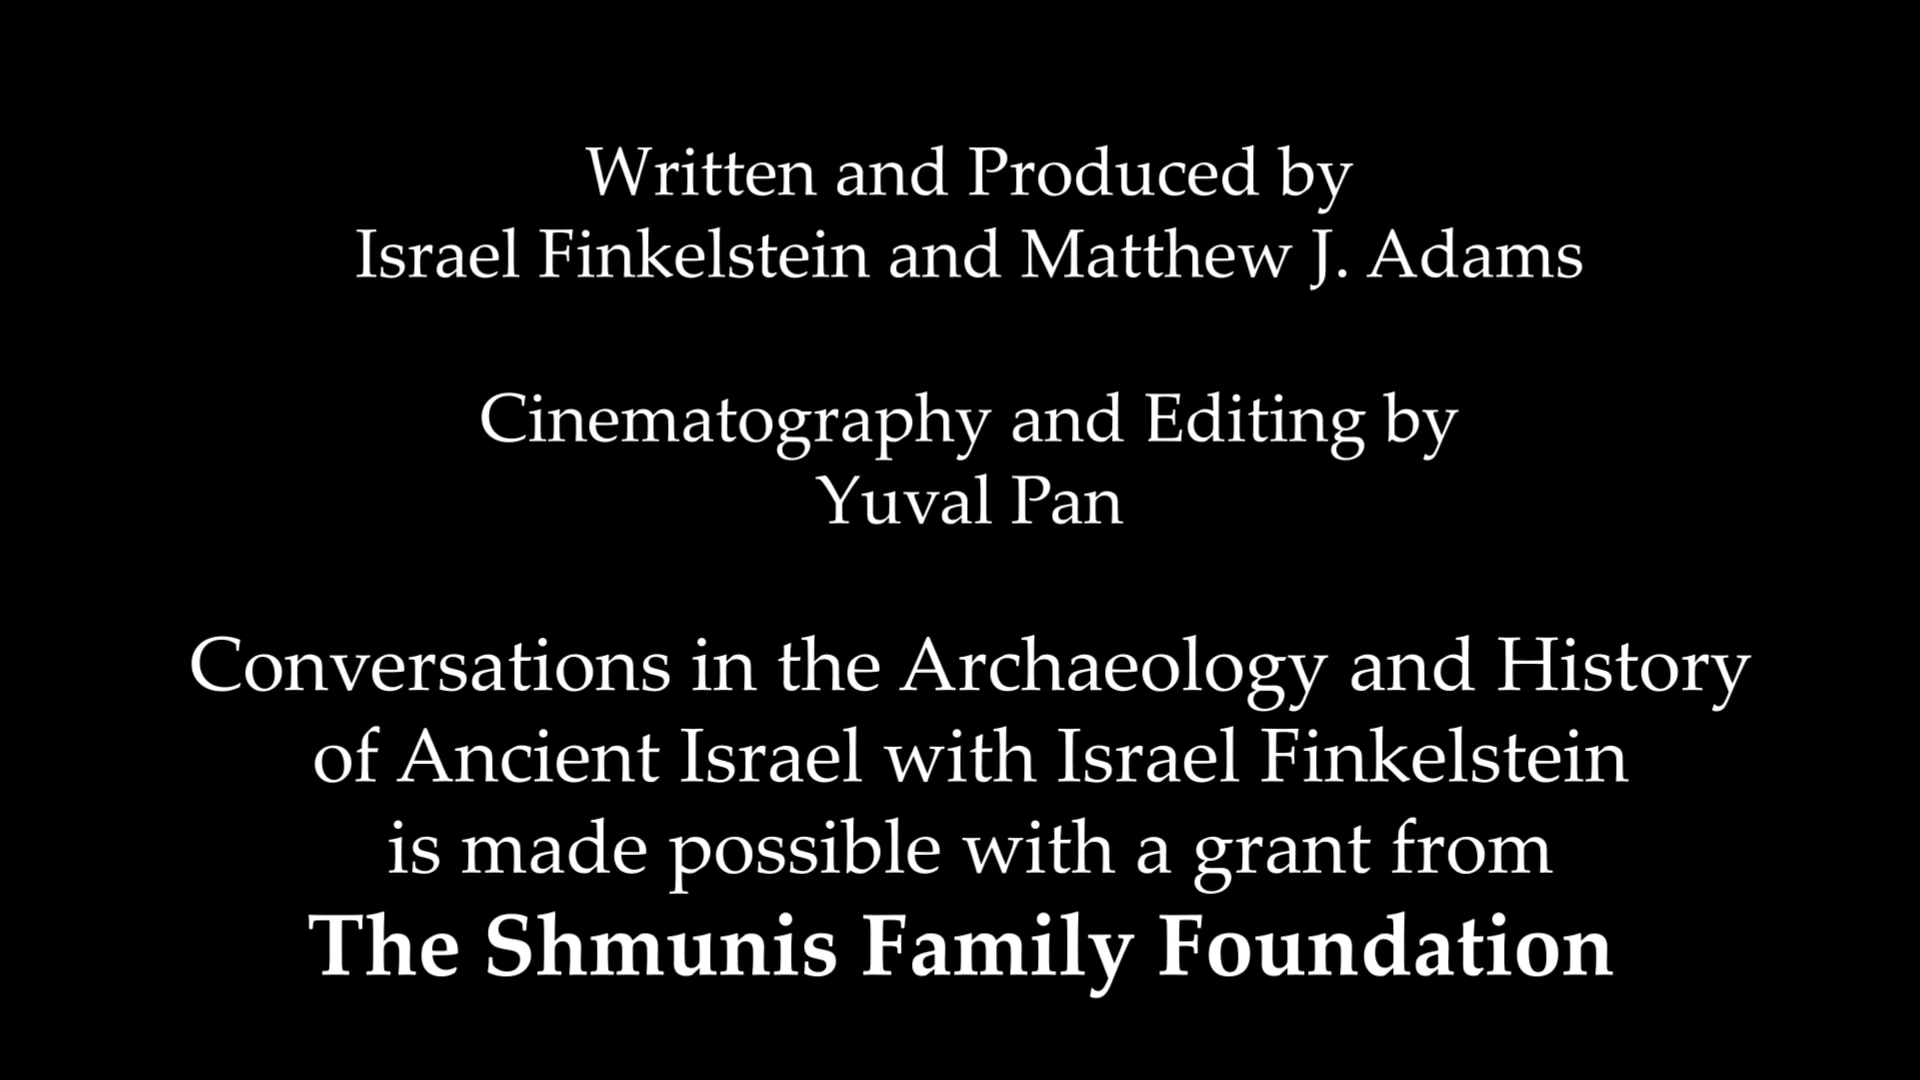 Written and Produced by
Israel Finkelstein and Matthew J. Adams
Cinematography and Editing by
Yuval Pan
Conversations in the Archaeology and History
of Ancient Israel with Israel Finkelstein
is made possible with a grant from
The Shmunis Family Foundation